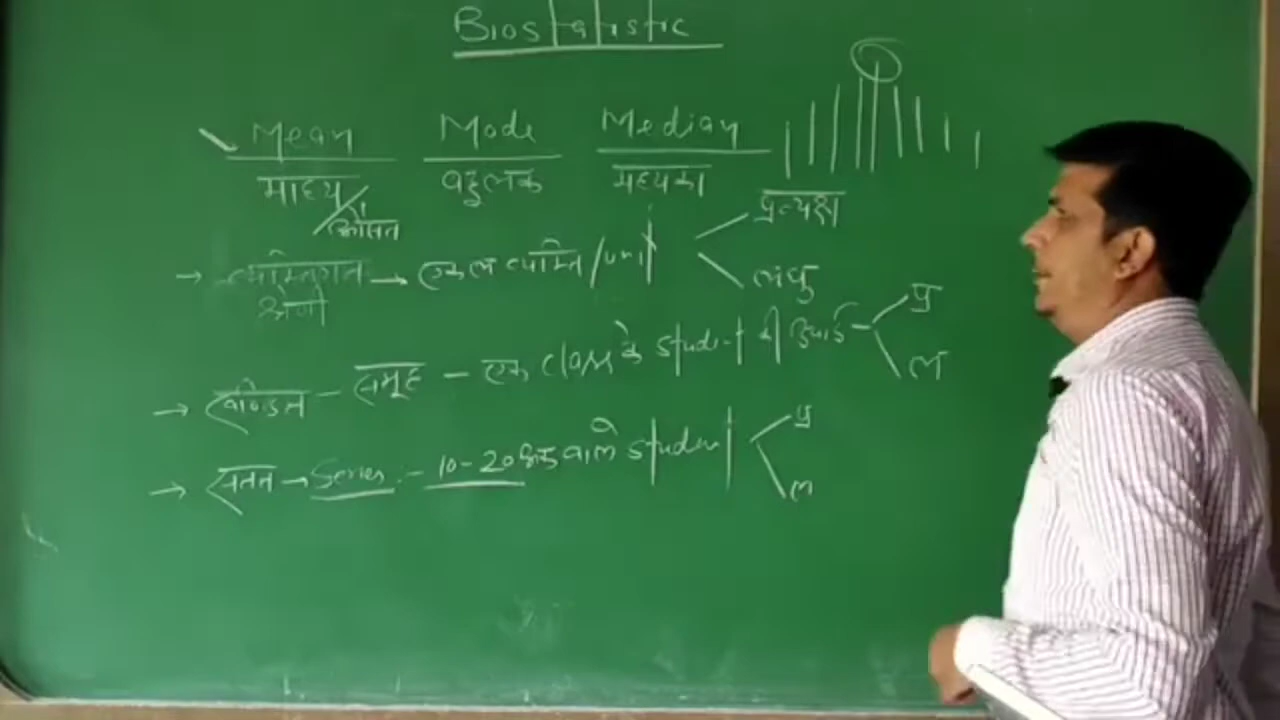 Biostatistic
Mean Mode Median
माध्य बहुलक मध्यका
औसत
प्रत्यक्ष
→ व्यक्तिगत → एकल व्यक्ति / unit
श्रेणी
लघु
→ खण्डित - समूह - एक class के student की इकाई
प्र
ल
→ सतत → Series :- 10-20 अंक वाले student
प्र
ल